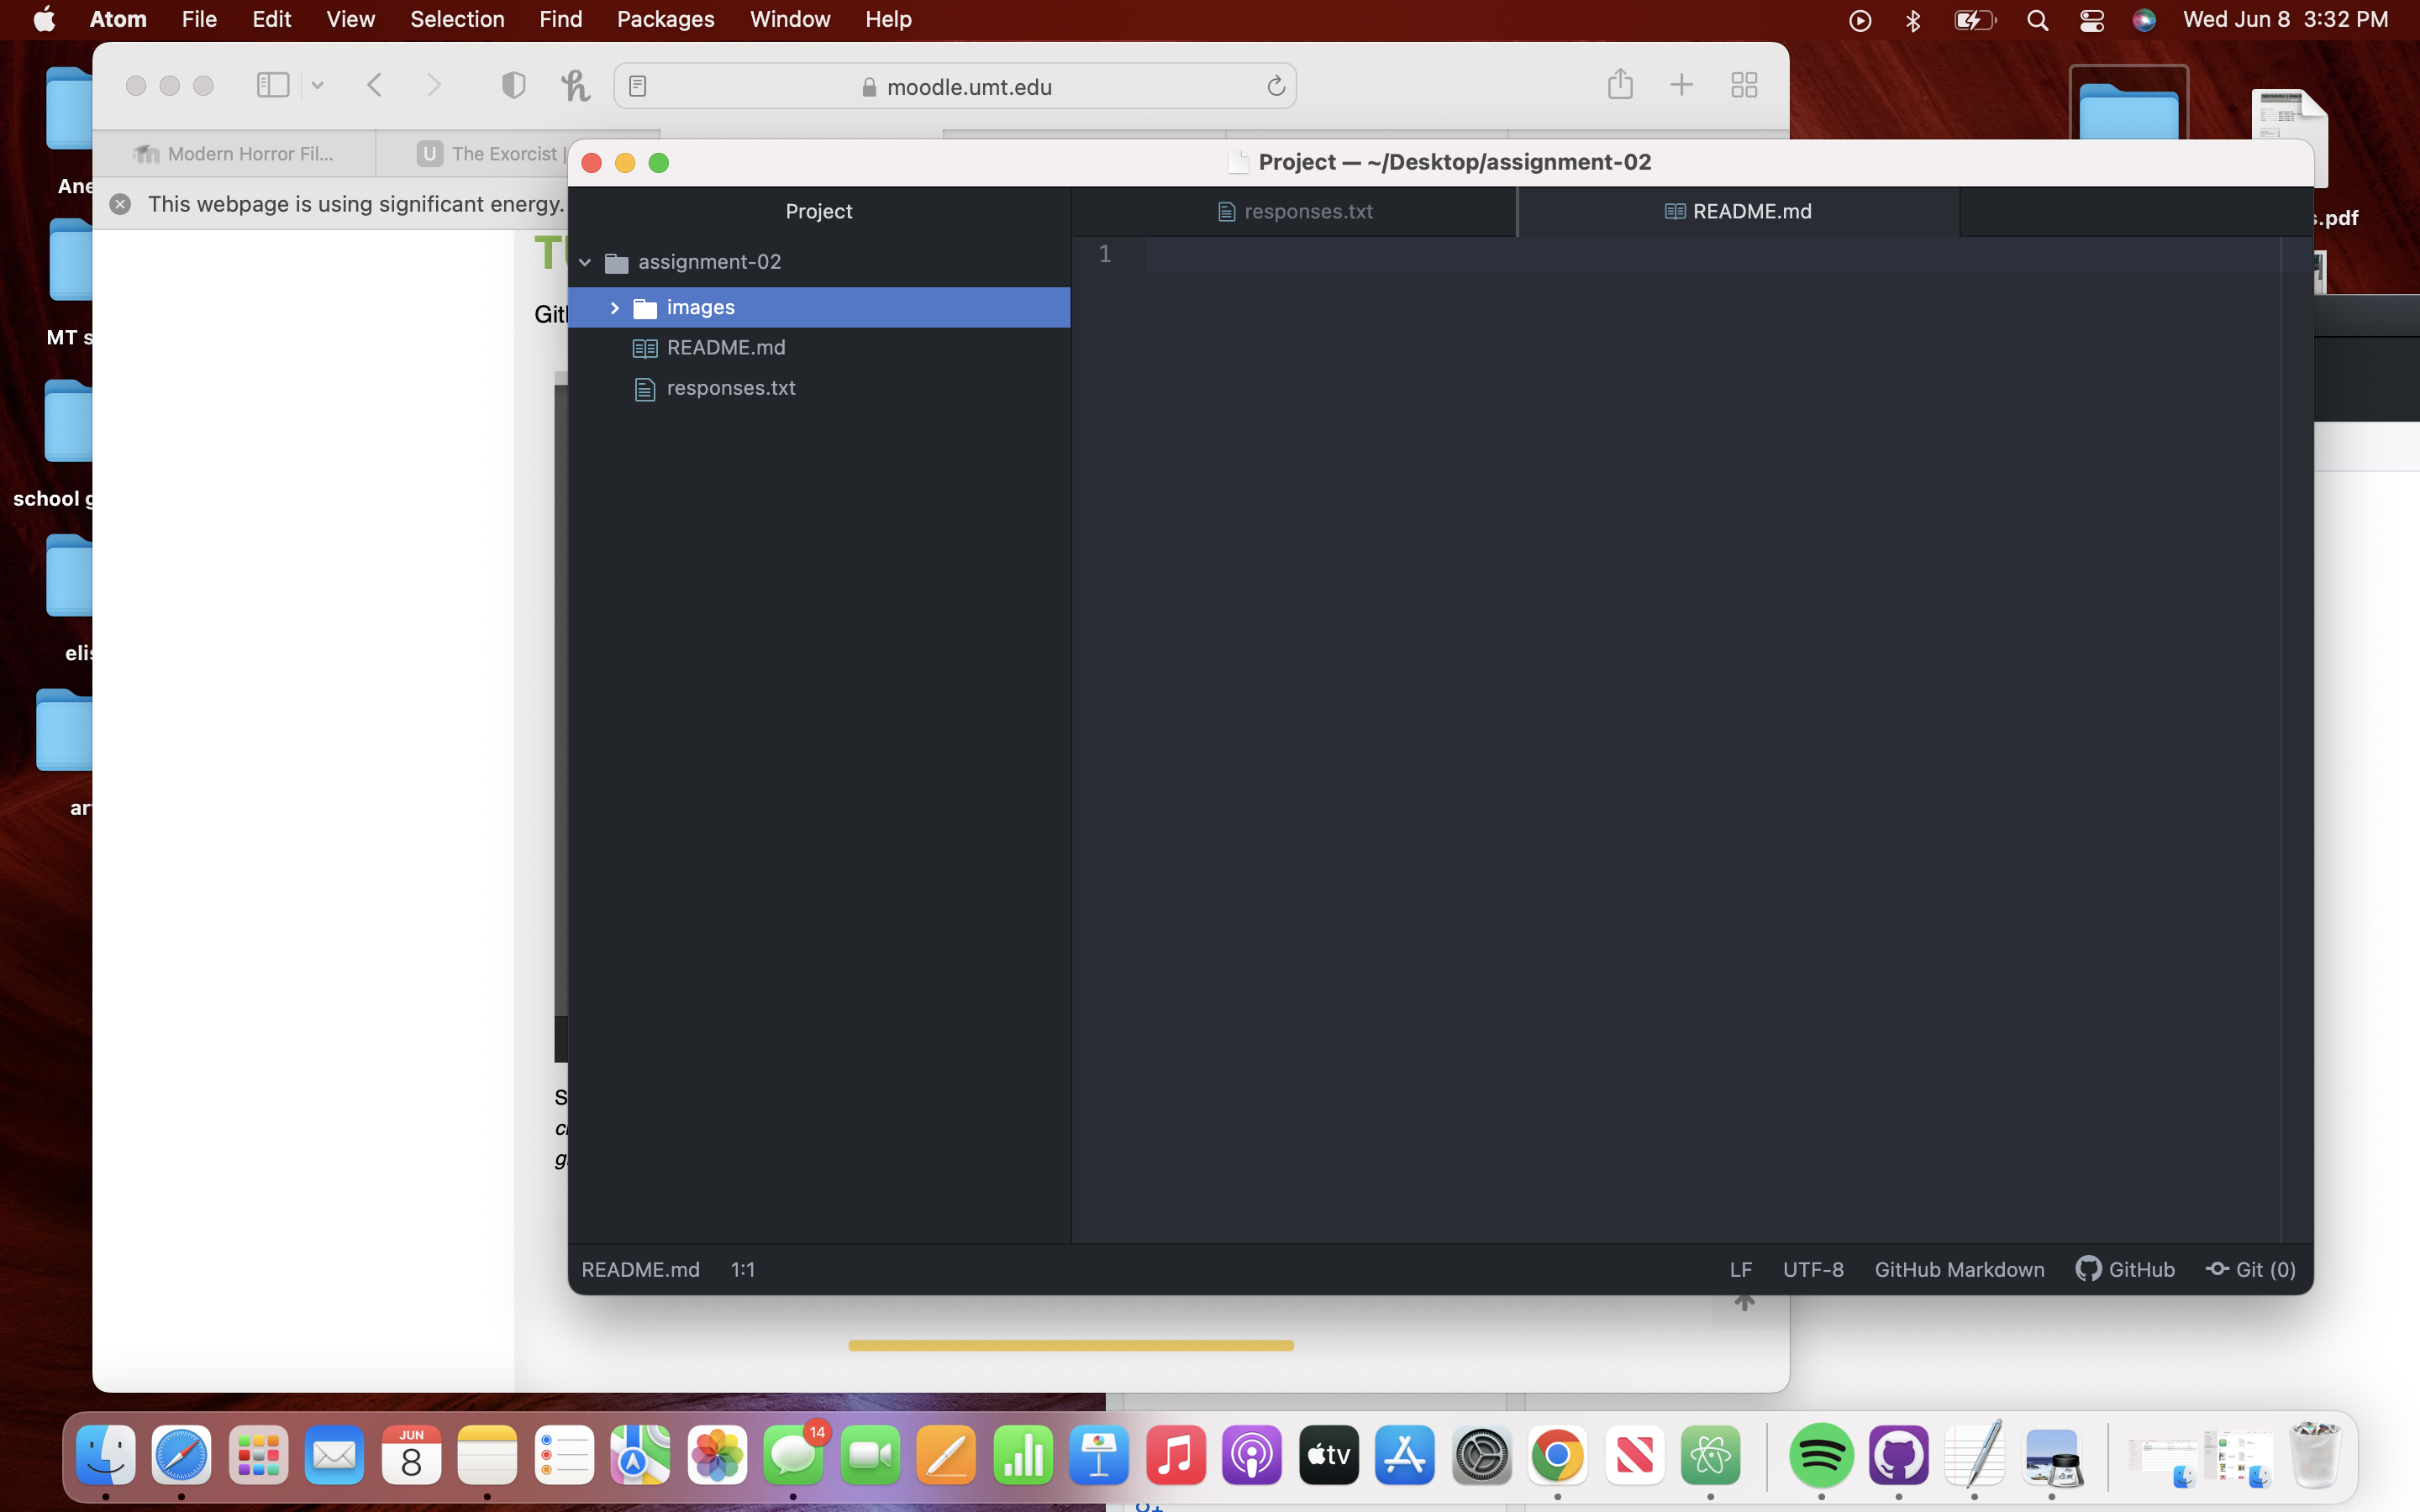 Atom File Edit View Selection Find Packages Window Help Wed Jun 8 3:32 PM
moodle.umt.edu
Modern Horror Fil... U The Exorcist
This webpage is using significant energy.
Project — ~/Desktop/assignment-02
Project responses.txt README.md
assignment-02 1
images
README.md
responses.txt
MT s
school g
s.pdf
README.md 1:1 LF UTF-8 GitHub Markdown GitHub Git (0)
JUN
8
14
tv